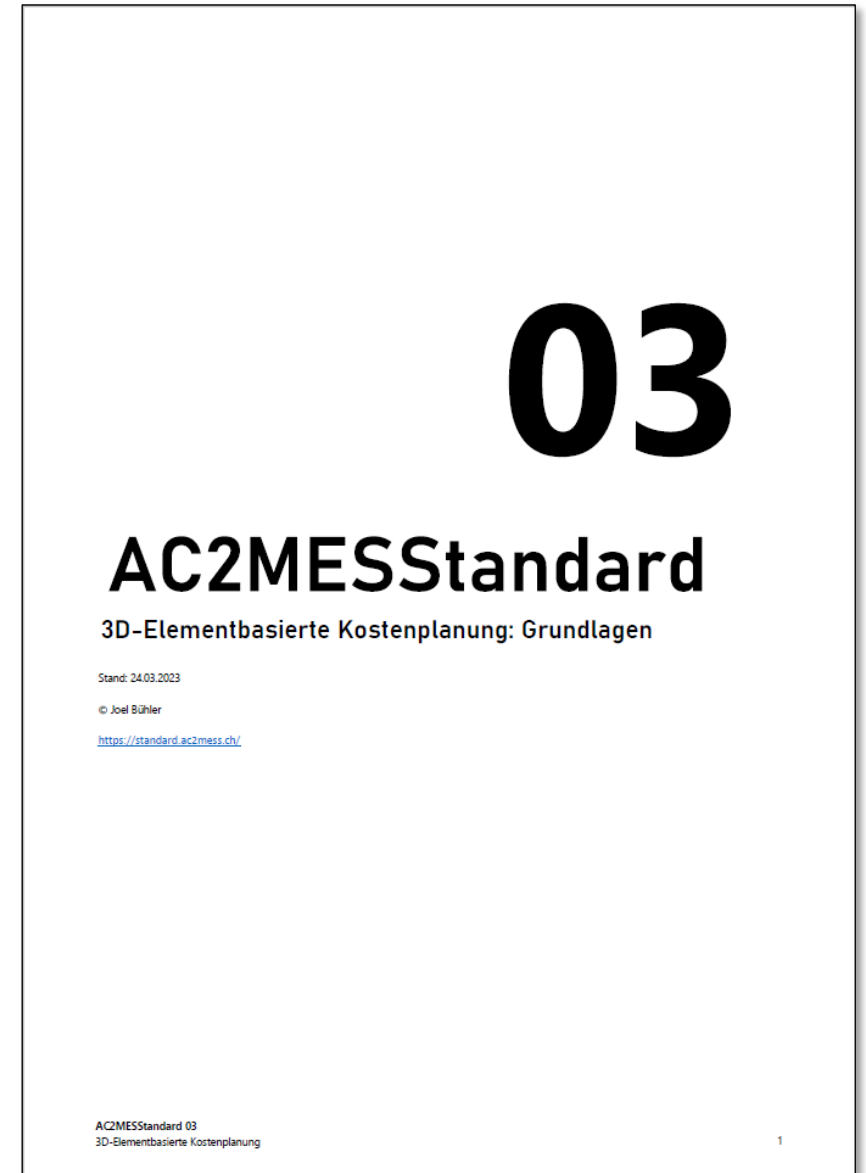 03
AC2MESStandard
3D-Elementbasierte Kostenplanung: Grundlagen
Stand: 24.03.2023
© Joel Bühler
https://standard.ac2mess.ch/
AC2MESStandard 03
3D-Elementbasierte Kostenplanung
1